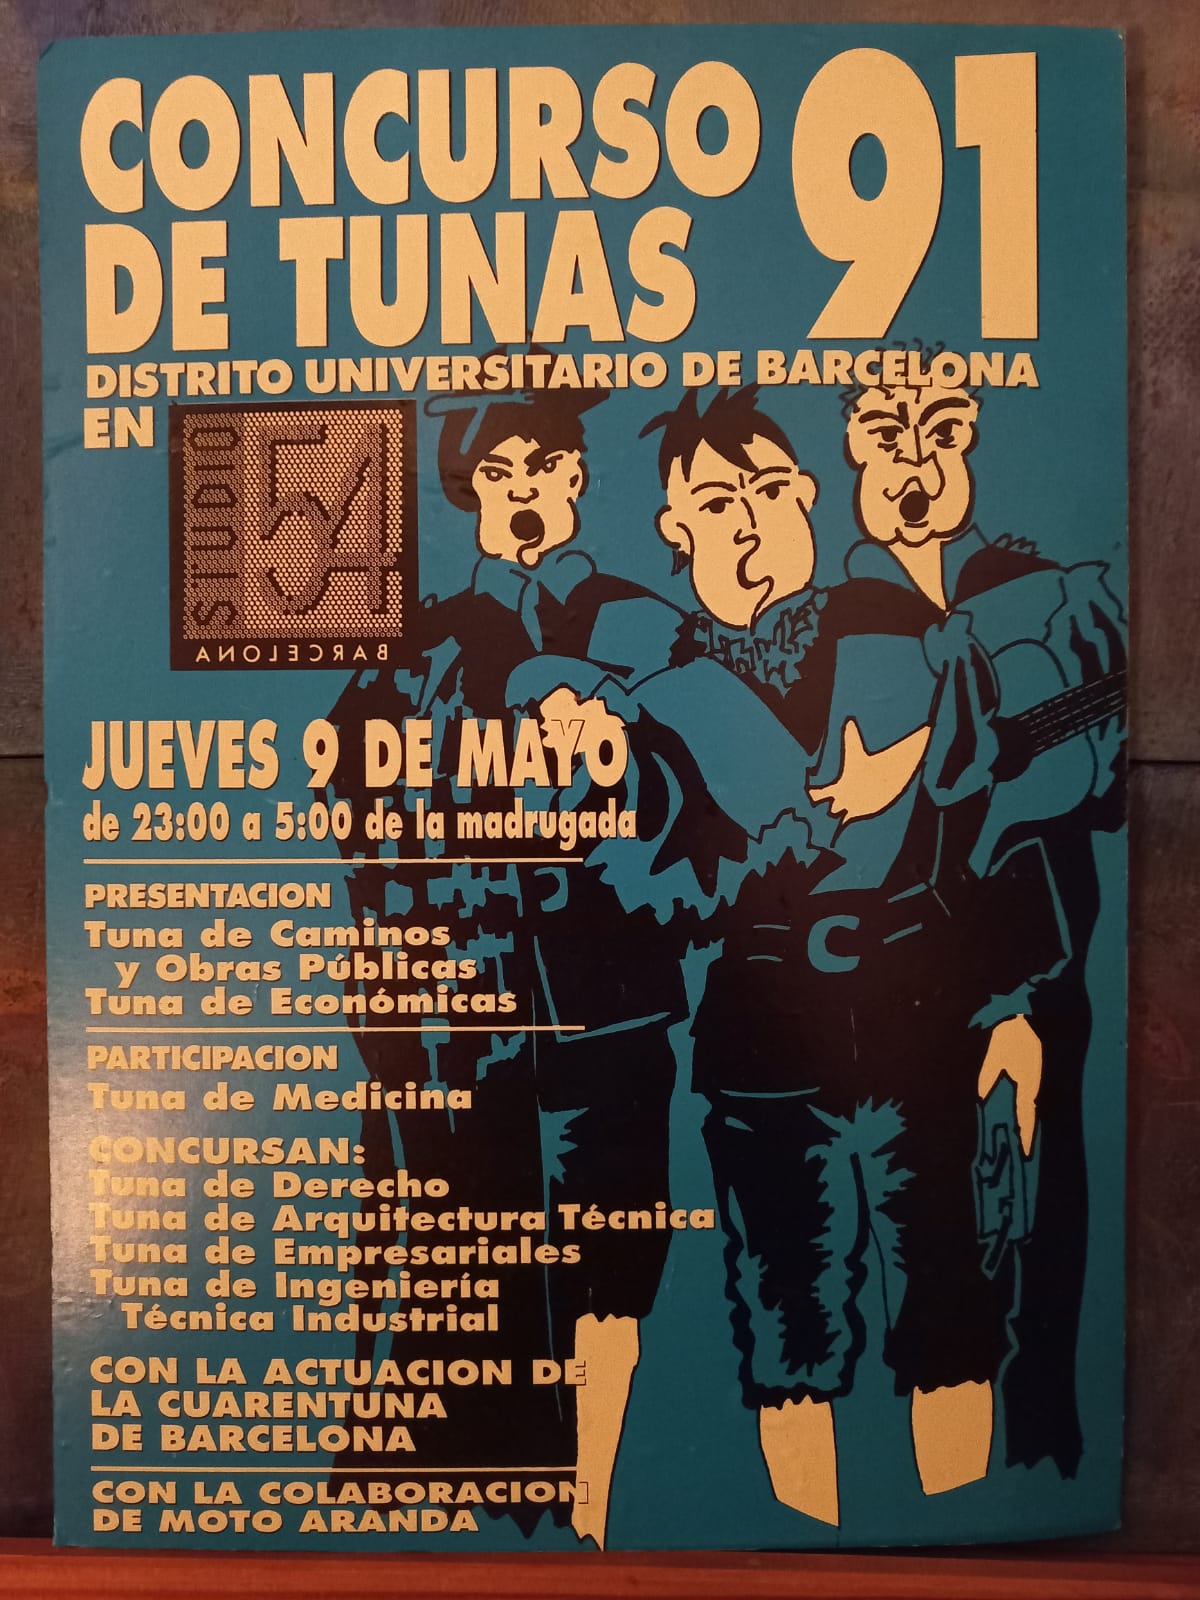 CONCURSO 91
DE TUNAS
DISTRITO UNIVERSITARIO DE BARCELONA
EN
STUDIO 54
BARCELONA
JUEVES 9 DE MAYO
de 23:00 a 5:00 de la madrugada
PRESENTACION
Tuna de Caminos
y Obras Públicas
Tuna de Económicas
PARTICIPACION
Tuna de Medicina
CONCURSAN:
Tuna de Derecho
Tuna de Arquitectura Técnica
Tuna de Empresariales
Tuna de Ingeniería
Técnica Industrial
CON LA ACTUACION DE
LA CUARENTUNA
DE BARCELONA
CON LA COLABORACION
DE MOTO ARANDA
C